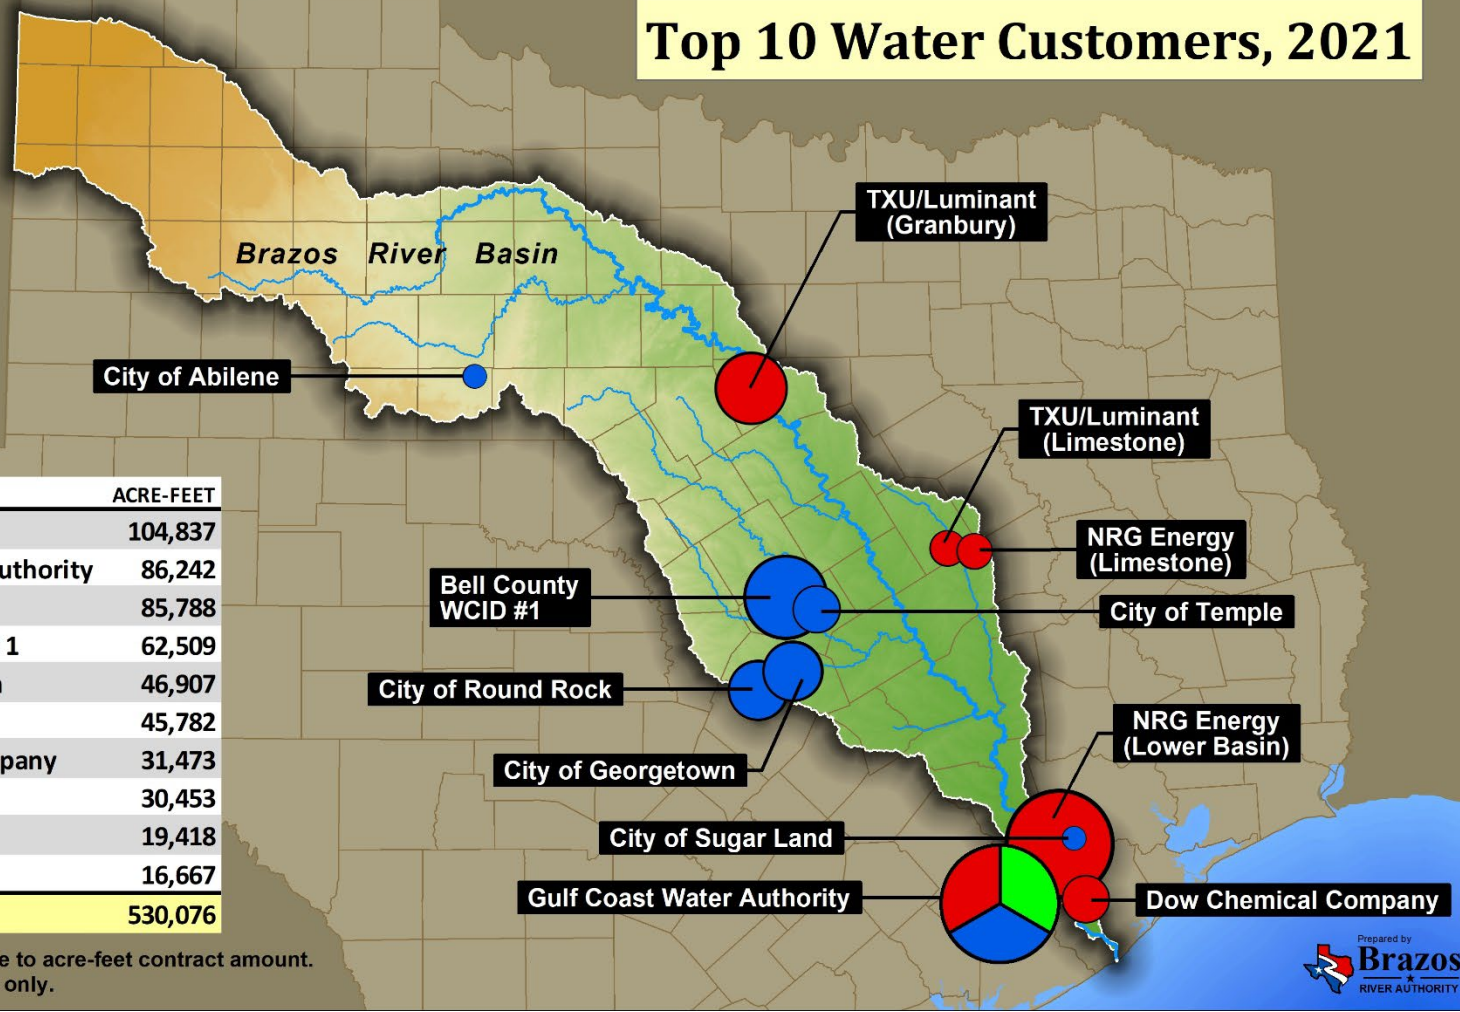 Top 10 Water Customers, 2021
TXU/Luminant
(Granbury)
Brazos River Basin
City of Abilene
TXU/Luminant
(Limestone)
NRG Energy
(Limestone)
Bell County
WCID #1
City of Temple
City of Round Rock
NRG Energy
(Lower Basin)
City of Georgetown
City of Sugar Land
Gulf Coast Water Authority
Dow Chemical Company
ACRE-FEET
104,837
uthority 86,242
85,788
1 62,509
46,907
45,782
pany 31,473
30,453
19,418
16,667
530,076
e to acre-feet contract amount.
only.
Prepared by
Brazos
RIVER AUTHORITY